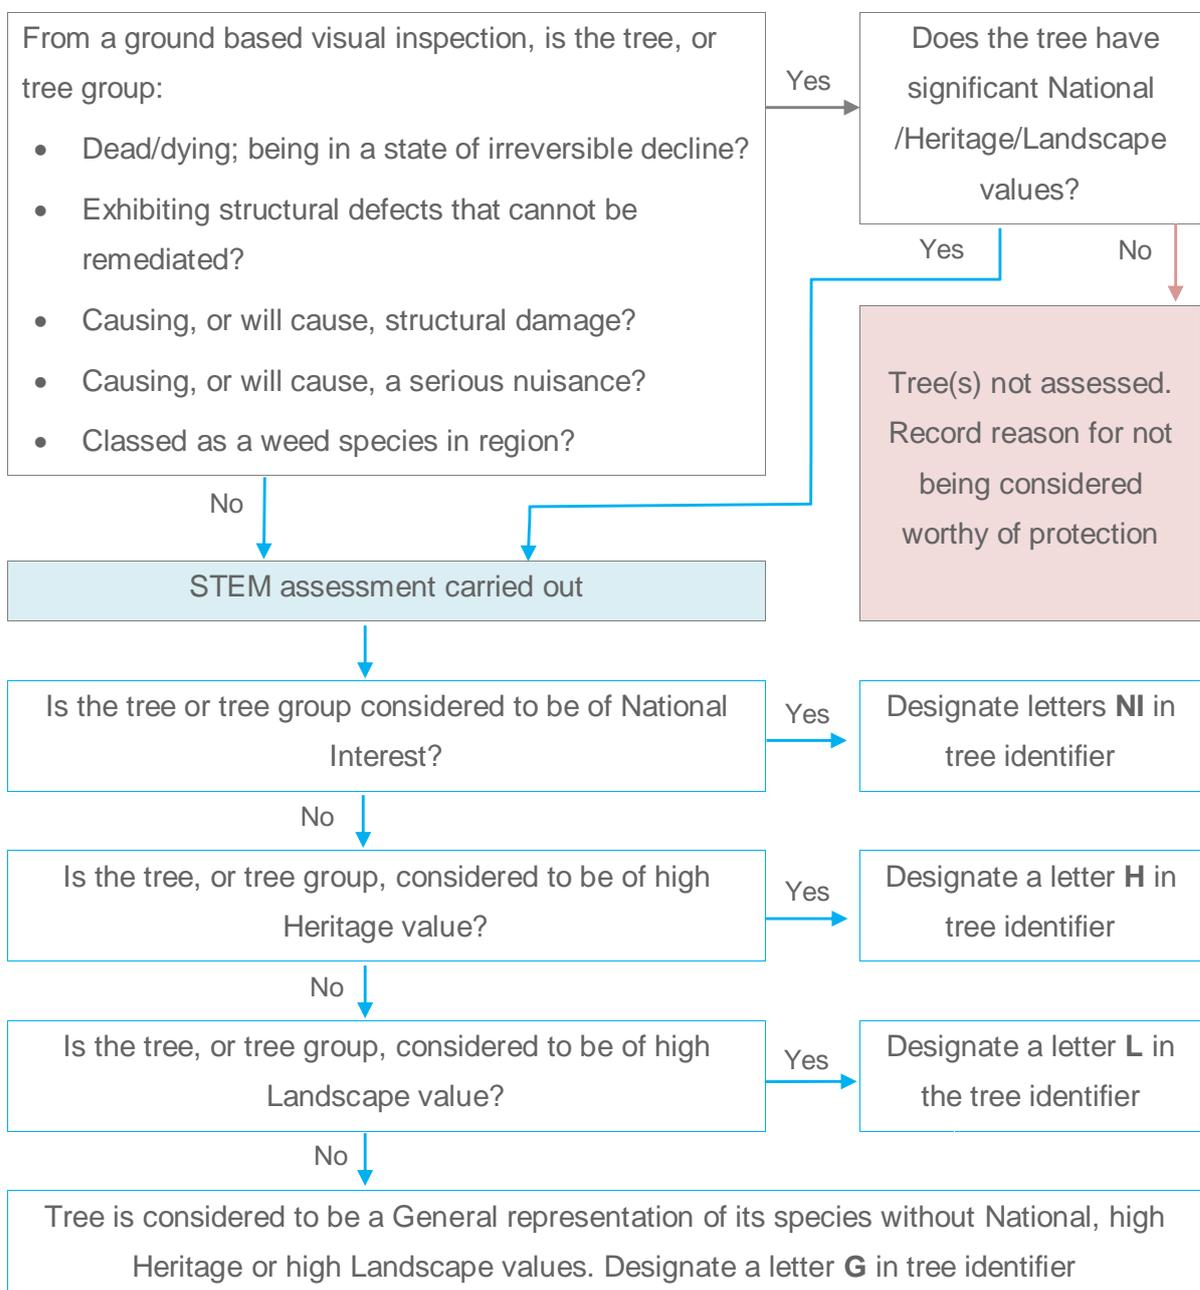 From a ground based visual inspection, is the tree, or
tree group:
• Dead/dying; being in a state of irreversible decline?
• Exhibiting structural defects that cannot be
remediated?
• Causing, or will cause, structural damage?
• Causing, or will cause, a serious nuisance?
• Classed as a weed species in region?
Yes
Does the tree have
significant National
/Heritage/Landscape
values?
Yes
No
Tree(s) not assessed.
Record reason for not
being considered
worthy of protection
No
STEM assessment carried out
Is the tree or tree group considered to be of National
Interest?
Yes
Designate letters NI in
tree identifier
No
Is the tree, or tree group, considered to be of high
Heritage value?
Yes
Designate a letter H in
tree identifier
No
Is the tree, or tree group, considered to be of high
Landscape value?
Yes
Designate a letter L in
the tree identifier
No
Tree is considered to be a General representation of its species without National, high
Heritage or high Landscape values. Designate a letter G in tree identifier